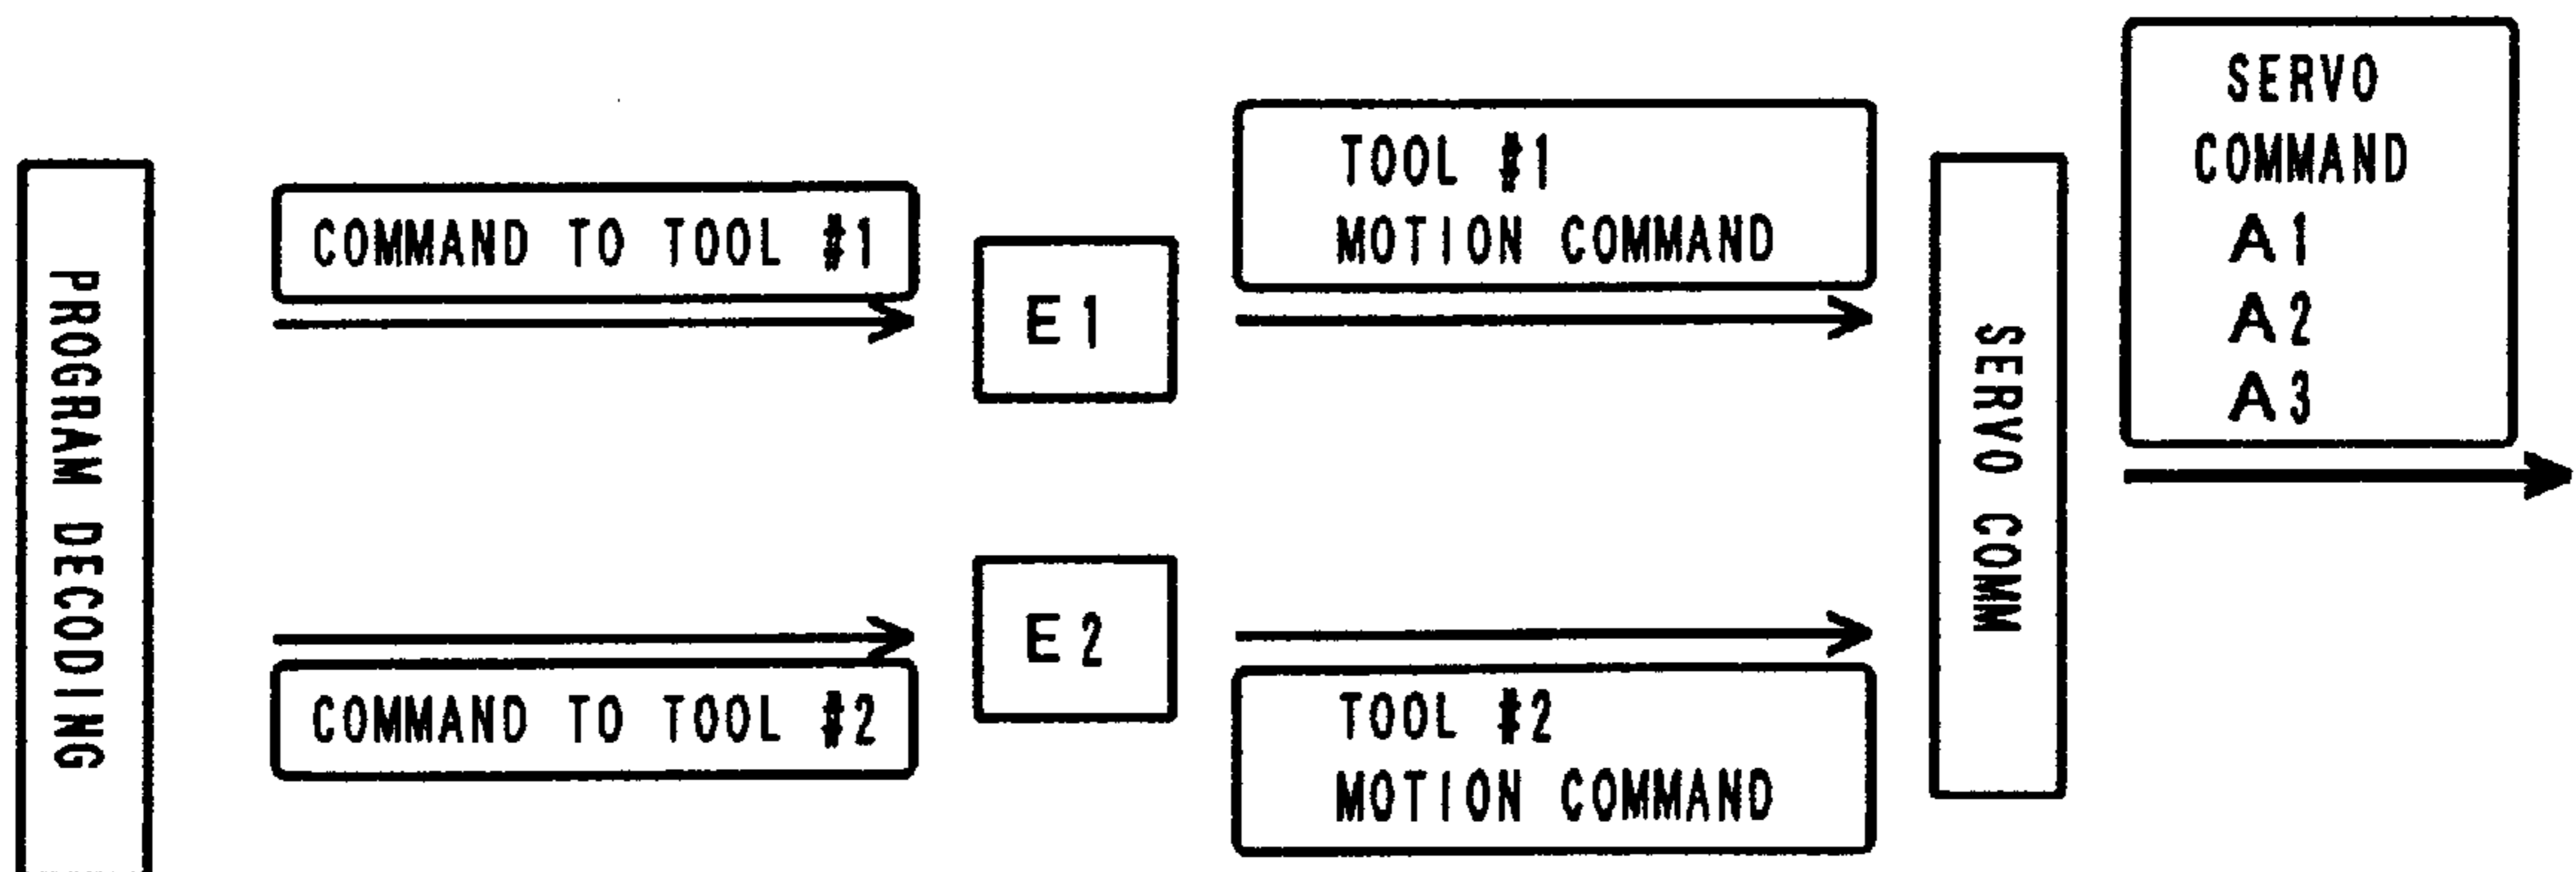 PROGRAM DECODING
COMMAND TO TOOL #1
E1
TOOL #1
MOTION COMMAND
COMMAND TO TOOL #2
E2
TOOL #2
MOTION COMMAND
SERVO COMM
SERVO
COMMAND
A1
A2
A3